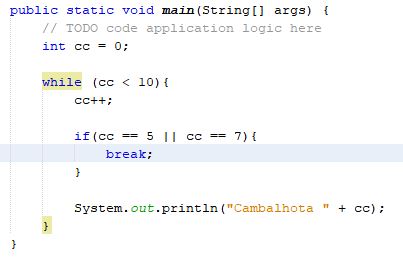 public static void main(String[] args) {
// TODO code application logic here
int cc = 0;
while (cc < 10){
cc++;
if(cc == 5 || cc == 7){
break;
}
System.out.println("Cambalhota " + cc);
}
}